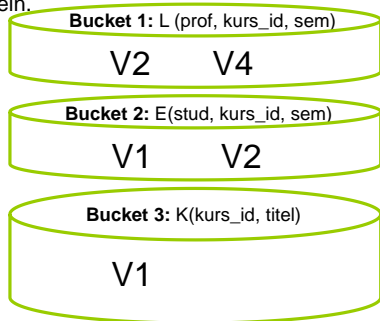 ein.
Bucket 1: L (prof, kurs_id, sem)
V2 V4
Bucket 2: E(stud, kurs_id, sem)
V1 V2
Bucket 3: K(kurs_id, titel)
V1